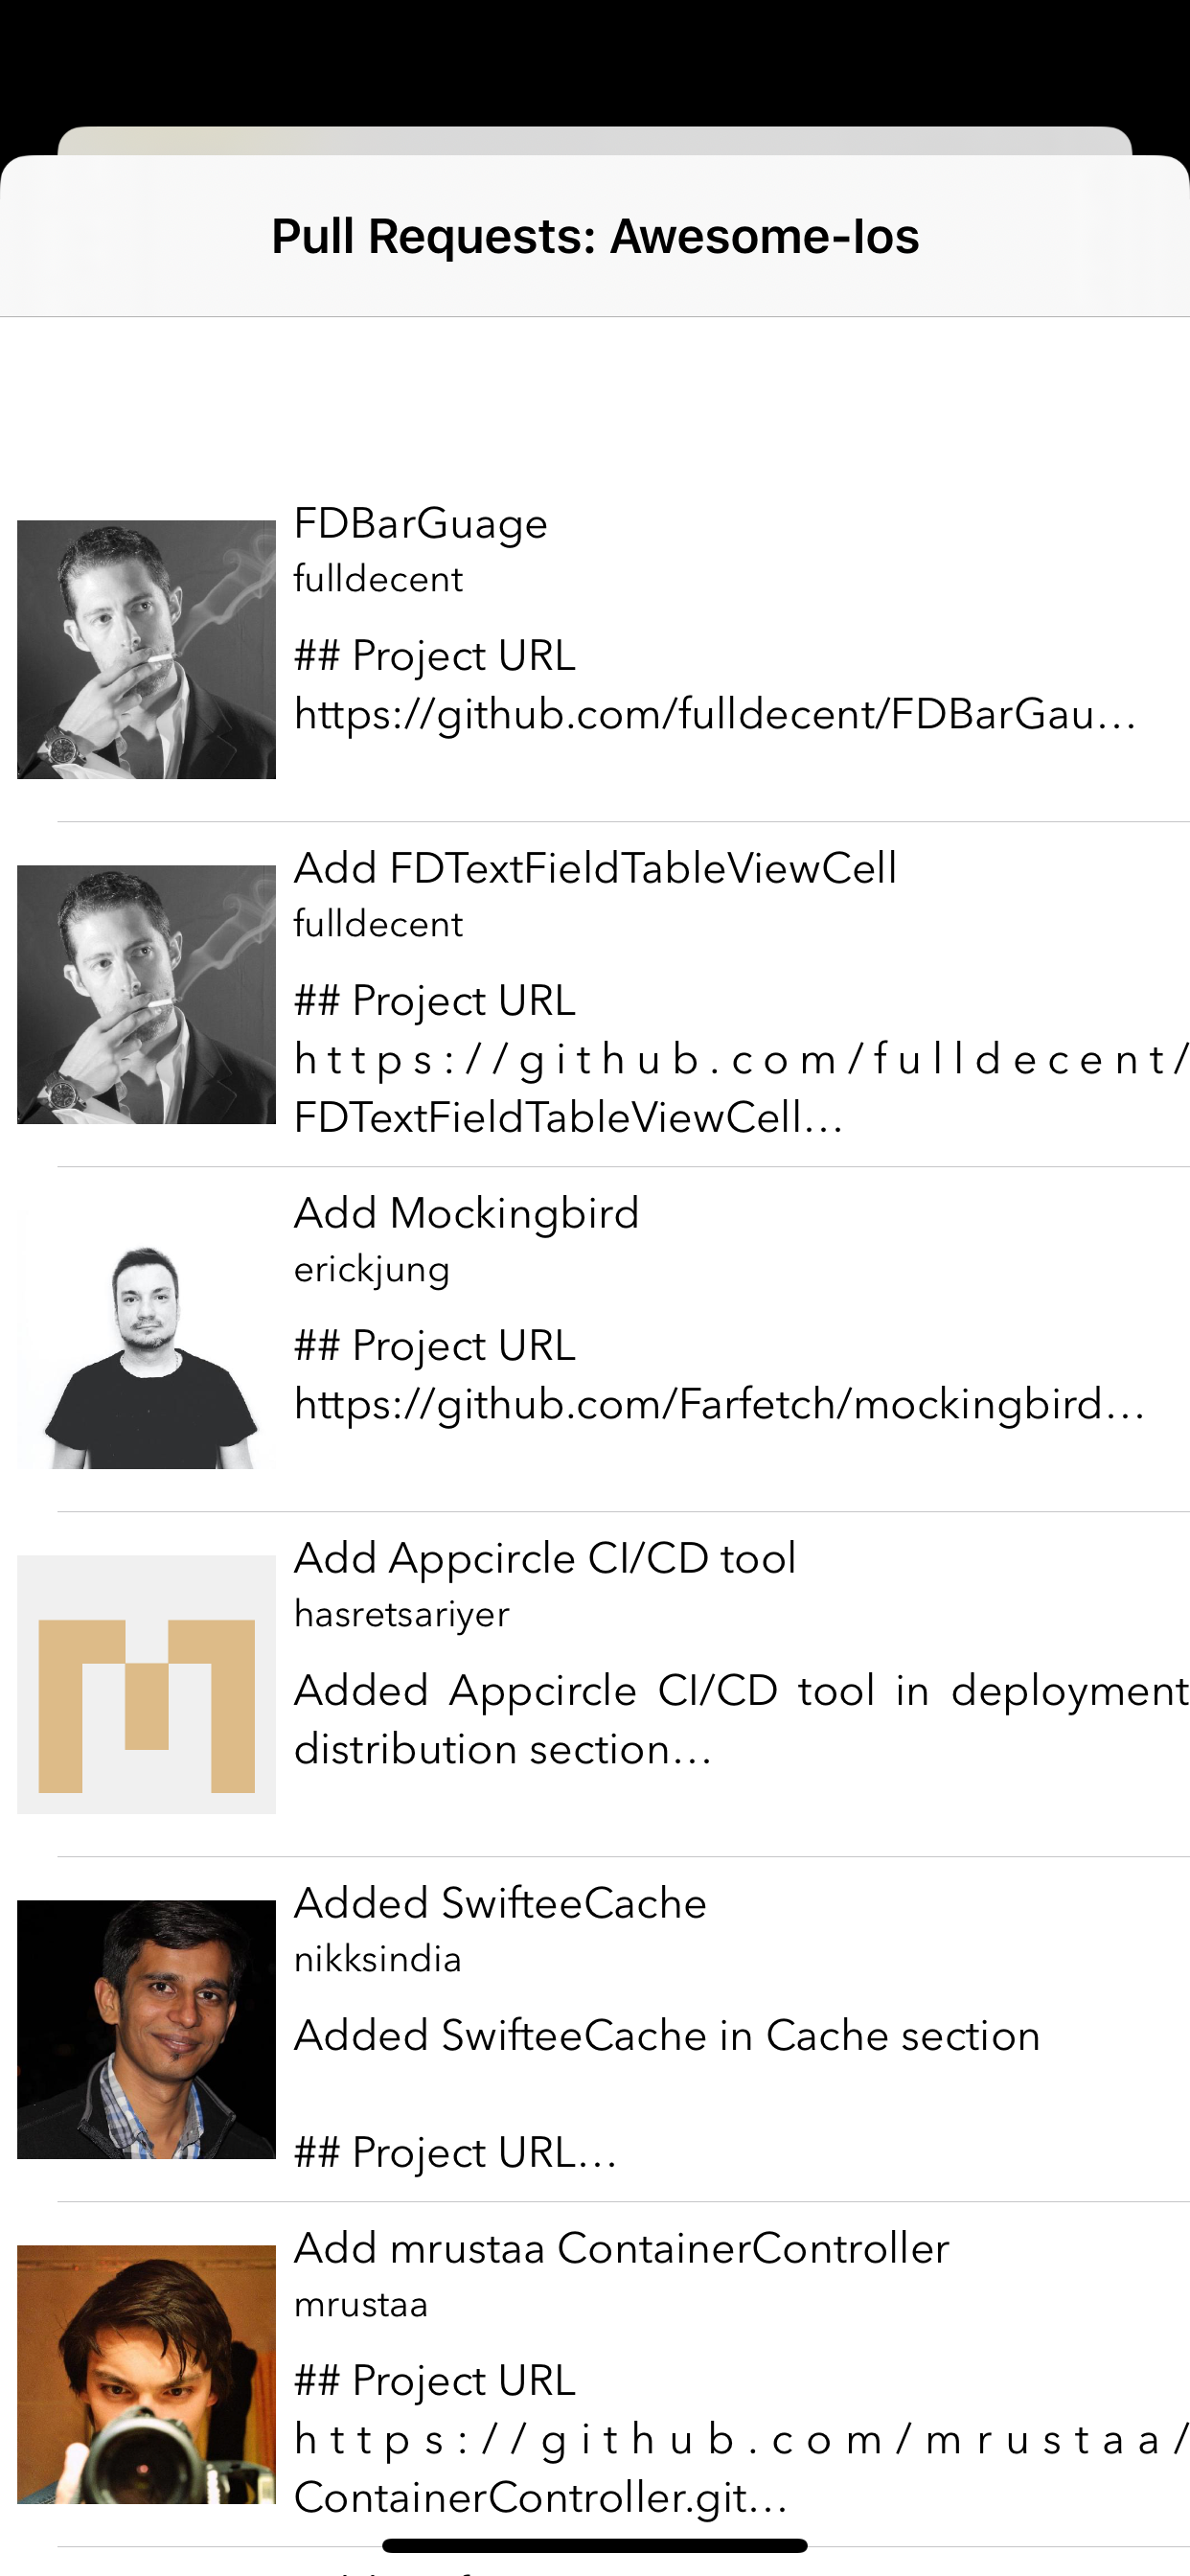 Pull Requests: Awesome-Ios
FDBarGuage
fulldecent
## Project URL
https://github.com/fulldecent/FDBarGau…
Add FDTextFieldTableViewCell
fulldecent
## Project URL
https://github.com/fulldecent/
FDTextFieldTableViewCell…
Add Mockingbird
erickjung
## Project URL
https://github.com/Farfetch/mockingbird…
Add Appcircle CI/CD tool
hasretsariyer
Added Appcircle CI/CD tool in deployment
distribution section…
Added SwifteeCache
nikksindia
Added SwifteeCache in Cache section
## Project URL…
Add mrustaa ContainerController
mrustaa
## Project URL
https://github.com/mrustaa/
ContainerController.git…